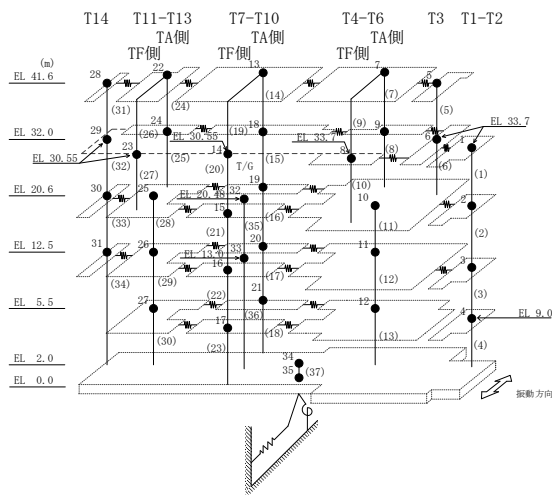 T14 T11-T13 T7-T10 T4-T6 T3 T1-T2
TA側 TA側 TA側
TF側 TF側 TF側
(m)
EL 41.6 28 22 13 7 5
(31) (24) (14) (7) (5)
EL 32.0 29 24 18 9 6 EL 33.7
(26) EL 30.55 (19) EL 33.7 (9) 1
EL 30.55 23 14 8 (8)
(32) (25) T/G (15) (6) (1)
(27) (20) (10)
EL 20.6 30 25 32 19 10 2
EL 20.48 15
(33) (28) (35) (16) (11) (2)
(21)
EL 12.5 31 26 33 20 11 3
EL 13.0 16
(34) (29) (17) (12) (3)
EL 5.5 27 (22) 21 12 4 EL 9.0
17 (36)
(30) (18) (13) (4)
(23)
EL 2.0 34
EL 0.0 35 (37)
振動方向